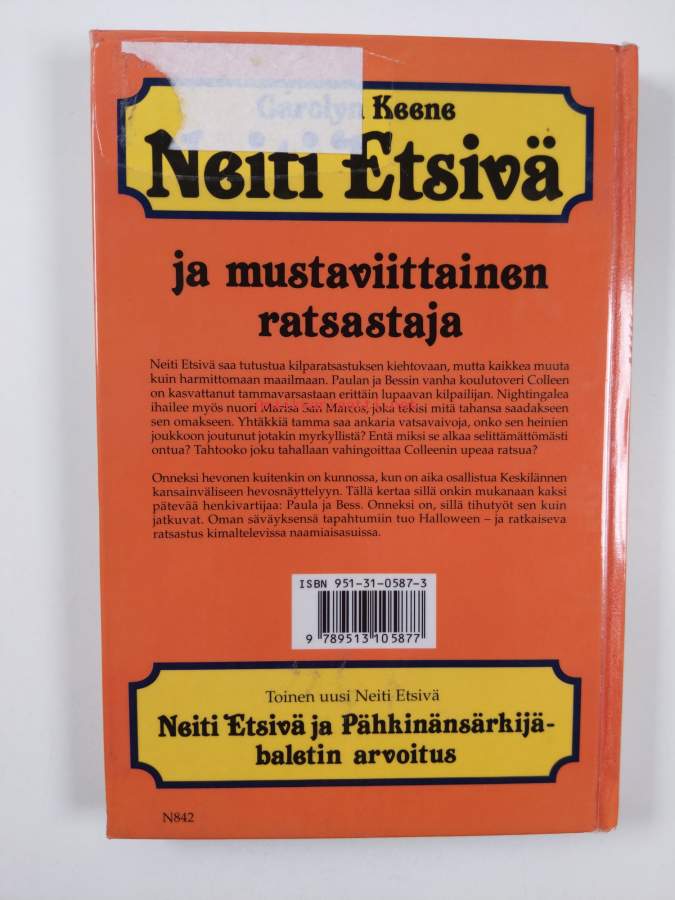 Carolyn Keene
Neiti Etsivä
ja mustaviittainen
ratsastaja
Neiti Etsivä saa tutustua kilparatsastuksen kiehtovaan, mutta kaikkea muuta
kuin harmittomaan maailmaan. Paulan ja Bessin vanha koulutoveri Colleen
on kasvattanut tammavarsastaan erittäin lupaavan kilpailijan. Nightingalea
ihailee myös nuori Marisa San Marcos, joka tekisi mitä tahansa saadakseen
sen omakseen. Yhtäkkiä tamma saa ankaria vatsavaivoja, onko sen heinien
joukkoon joutunut jotakin myrkyllistä? Entä miksi se alkaa selittämättömästi
ontua? Tahtooko joku tahallaan vahingoittaa Colleenin upeaa ratsua?
Onneksi hevonen kuitenkin on kunnossa, kun on aika osallistua Keskilännen
kansainväliseen hevosnäyttelyyn. Tällä kertaa sillä onkin mukanaan kaksi
pätevää henkivartijaa: Paula ja Bess. Onneksi on, sillä tihutyöt sen kuin
jatkuvat. Oman säväyksensä tapahtumiin tuo Halloween – ja ratkaiseva
ratsastus kimaltelevissa naamiaisasuissa.
ISBN 951-31-0587-3
9 789513 105877
Toinen uusi Neiti Etsivä
Neiti Etsivä ja Pähkinänsärkijä-
baletin arvoitus
N842